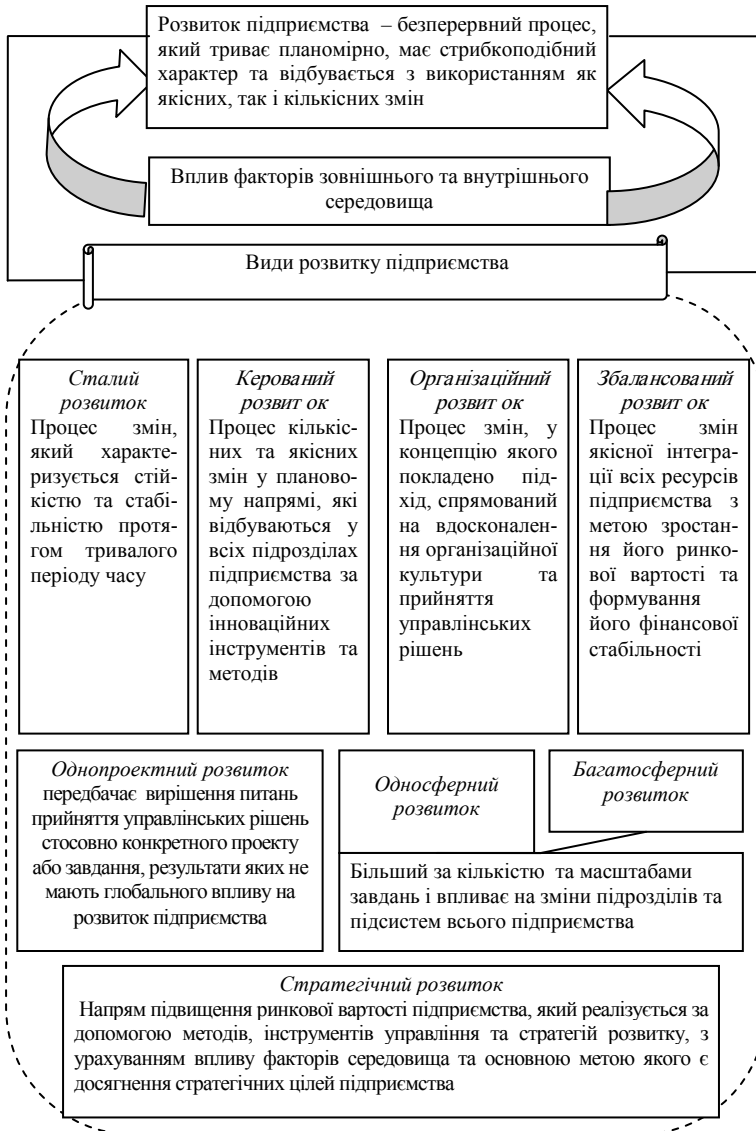 Розвиток підприємства – безперервний процес,
який триває планомірно, має стрибкоподібний
характер та відбувається з використанням як
якісних, так і кількісних змін
Вплив факторів зовнішнього та внутрішнього
середовища
Види розвитку підприємства
Сталий
розвиток
Процес змін,
який характе-
ризується стій-
кістю та стабі-
льністю протя-
гом тривалого
періоду часу
Керований
розвит ок
Процес кількіс-
них та якісних
змін у планово-
му напрямі, які
відбуваються у
всіх підрозділах
підприємства за
допомогою
інноваційних
інструментів та
методів
Організаційний
розвит ок
Процес змін, у
концепцію якого
покладено під-
хід, спрямований
на вдосконален-
ня організаційної
культури та
прийняття
управлінських
рішень
Збалансований
розвит ок
Процес змін
якісної інтегра-
ції всіх ресурсів
підприємства з
метою зростан-
ня його ринко-
вої вартості та
формування
його фінансової
стабільності
Однопроектний розвиток
передбачає вирішення питань
прийняття управлінських рішень
стосовно конкретного проекту
або завдання, результати яких не
мають глобального впливу на
розвиток підприємства
Односферний
розвиток
Багатосферний
розвиток
Більший за кількістю та масштабами
завдань і впливає на зміни підрозділів та
підсистем всього підприємства
Стратегічний розвиток
Напрям підвищення ринкової вартості підприємства, який реалізується за
допомогою методів, інструментів управління та стратегій розвитку, з
урахуванням впливу факторів середовища та основною метою якого є
досягнення стратегічних цілей підприємства